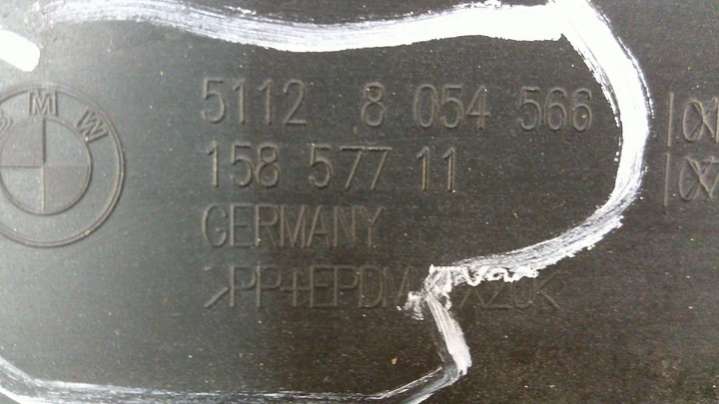 BMW
5112 8 054 566
158 577 11
GERMANY
>PP+EPDM